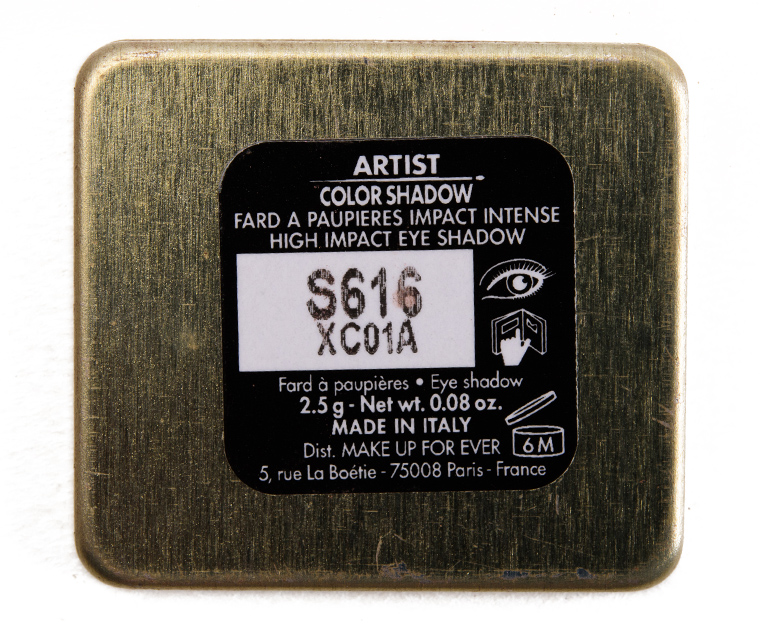 ARTIST
COLOR SHADOW
FARD A PAUPIERES IMPACT INTENSE
HIGH IMPACT EYE SHADOW
S616
XC01A
Fard à paupières • Eye shadow
2.5 g - Net wt. 0.08 oz.
MADE IN ITALY
Dist. MAKE UP FOR EVER
6M
5, rue La Boétie - 75008 Paris - France